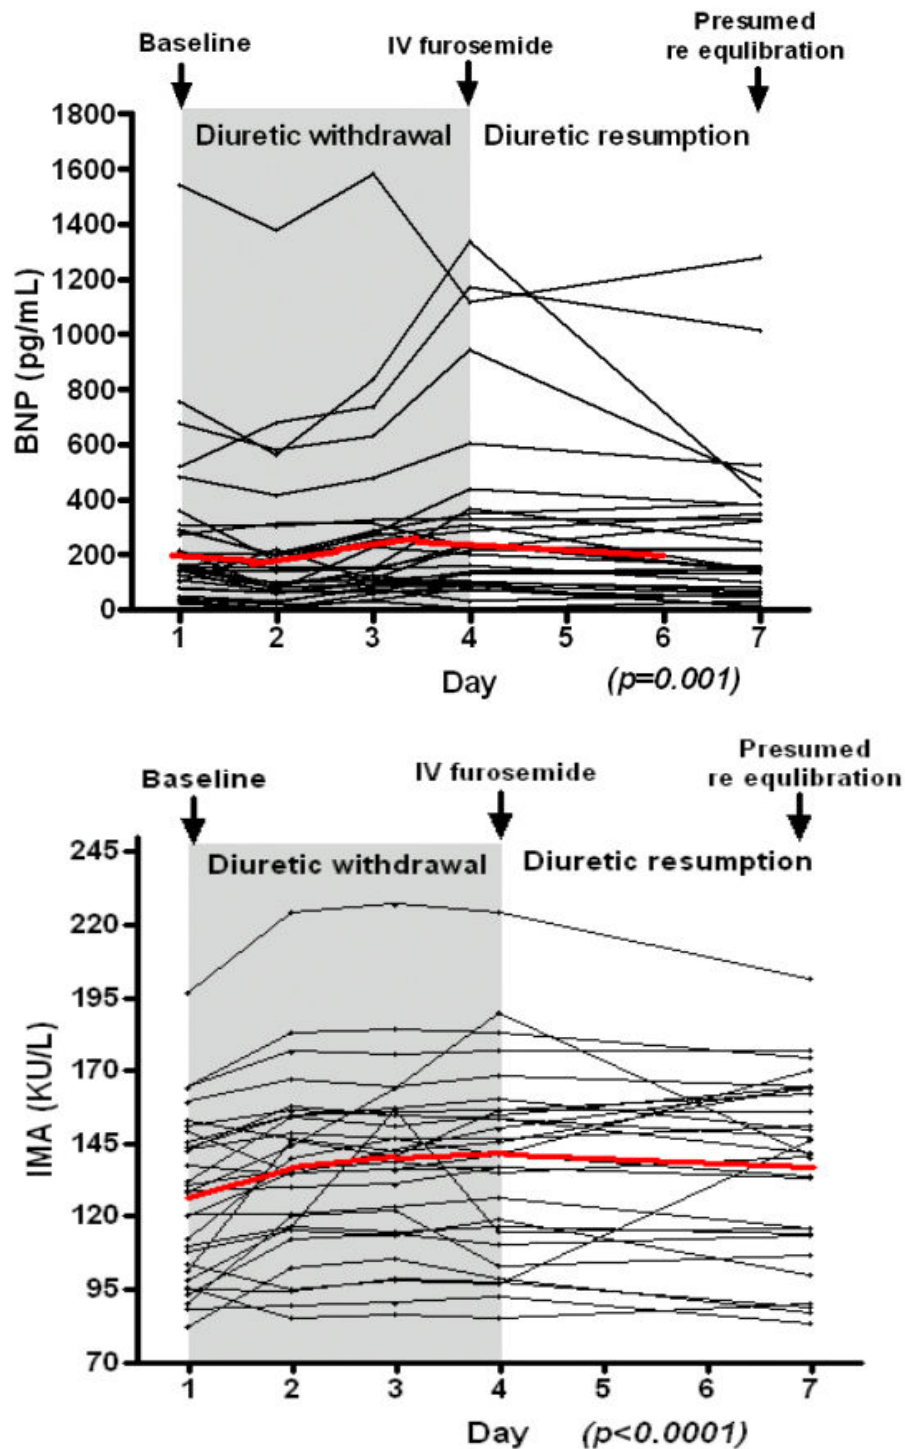 Baseline
IV furosemide
Presumed
re equlibration
Diuretic withdrawal
Diuretic resumption
BNP (pg/mL)
1800
1600
1400
1200
1000
800
600
400
200
0
1 2 3 4 5 6 7
Day
(p=0.001)
Baseline
IV furosemide
Presumed
re equlibration
Diuretic withdrawal
Diuretic resumption
IMA (KU/L)
245
220
195
170
145
120
95
70
1 2 3 4 5 6 7
Day
(p<0.0001)